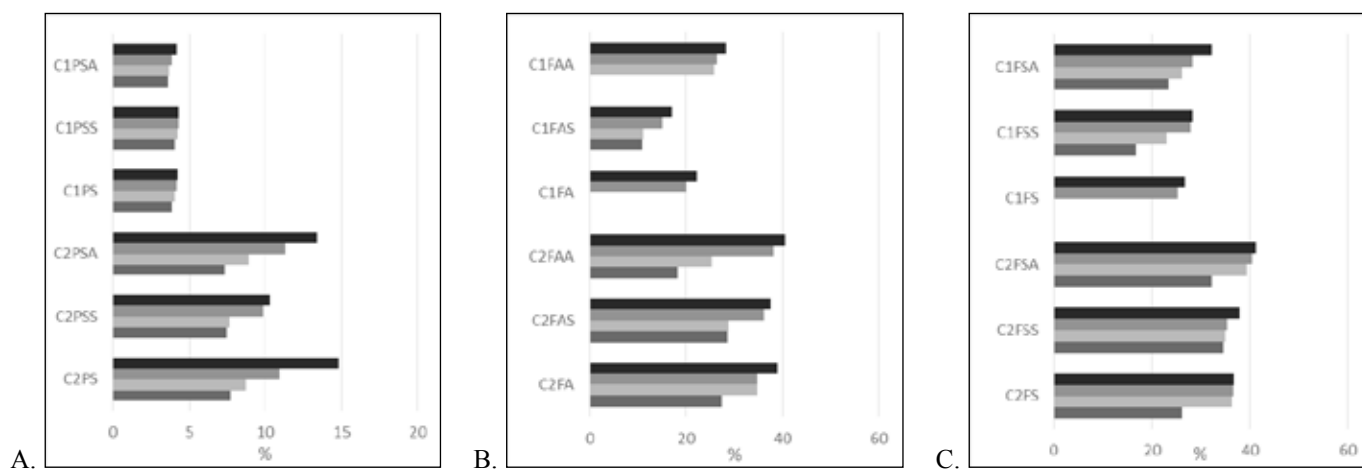 A.
C1PSA
C1PSS
C1PS
C2PSA
C2PSS
C2PS
0 5 10 15 20
%
B.
C1FAA
C1FAS
C1FA
C2FAA
C2FAS
C2FA
0 20 40 60
%
C.
C1FSA
C1FSS
C1FS
C2FSA
C2FSS
C2FS
0 20 40 60
%